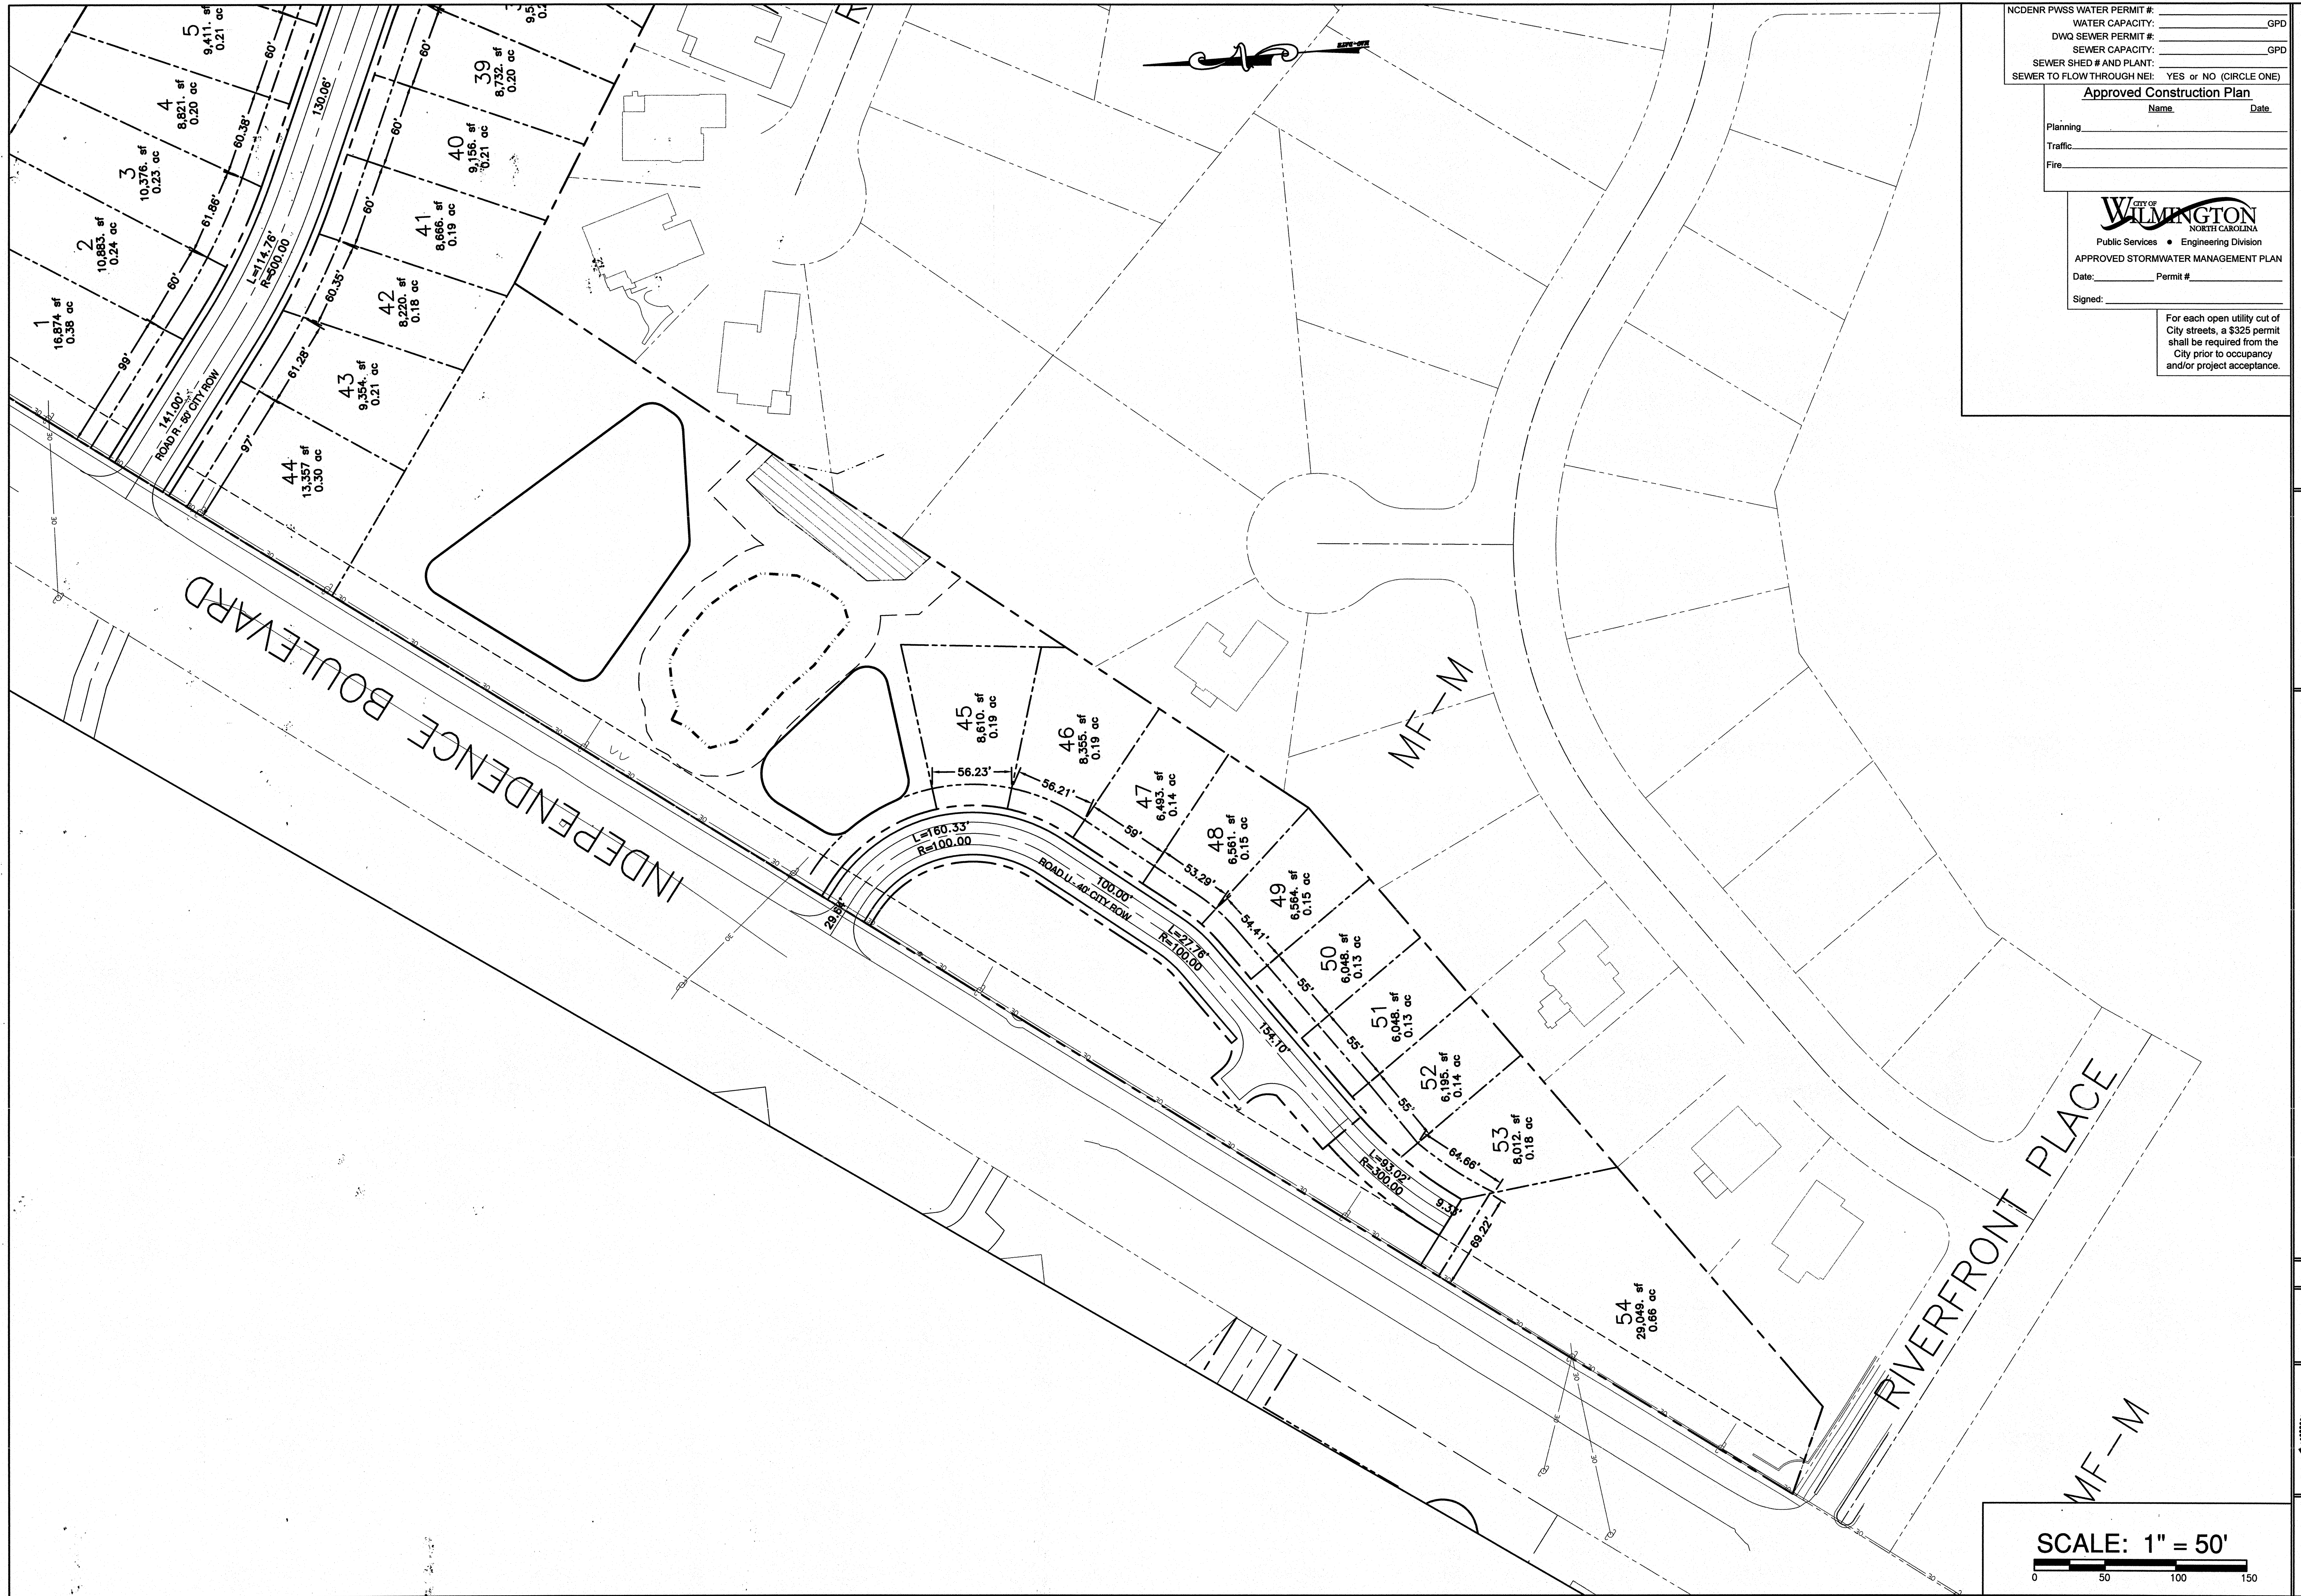 NCDENR PWSS WATER PERMIT #:
WATER CAPACITY: GPD
DWQ SEWER PERMIT #:
SEWER CAPACITY: GPD
SEWER SHED # AND PLANT:
SEWER TO FLOW THROUGH NEI: YES or NO (CIRCLE ONE)
Approved Construction Plan
Name Date
Planning
Traffic
Fire
CITY OF
WILMINGTON
NORTH CAROLINA
Public Services • Engineering Division
APPROVED STORMWATER MANAGEMENT PLAN
Date: Permit #
Signed:
For each open utility cut of
City streets, a $325 permit
shall be required from the
City prior to occupancy
and/or project acceptance.
5
9,411. sf
0.21 ac
60'
4
8,821. sf
0.20 ac
60.38'
3
10,376. sf
0.23 ac
61.86'
2
10,883. sf
0.24 ac
60'
1
16,874 sf
0.38 ac
99'
130.06'
L=114.76'
R=500.00
141.00'
ROAD R - 50' CITY ROW
39
8,732. sf
0.20 ac
60'
40
9,156. sf
0.21 ac
60'
41
8,666. sf
0.19 ac
60'
42
8,220. sf
0.18 ac
60.35'
43
9,354. sf
0.21 ac
61.28'
44
13,357 sf
0.30 ac
97'
R
INDEPENDENCE BOULEVARD
45
8,610. sf
0.19 ac
56.23'
46
8,355. sf
0.19 ac
56.21'
47
6,493. sf
0.14 ac
59'
48
6,561. sf
0.15 ac
53.29'
49
6,564. sf
0.15 ac
54.41'
50
6,048. sf
0.13 ac
55'
51
6,048. sf
0.13 ac
55'
52
6,195. sf
0.14 ac
55'
53
8,012. sf
0.18 ac
64.66'
54
29,049. sf
0.66 ac
69.22'
L=160.33'
R=100.00
ROAD U - 40' CITY ROW
100.00'
L=27.76'
R=100.00
154.10'
L=93.02'
R=300.00
MF-M
RIVERFRONT PLACE
MF-M
SCALE: 1" = 50'
0 50 100 150